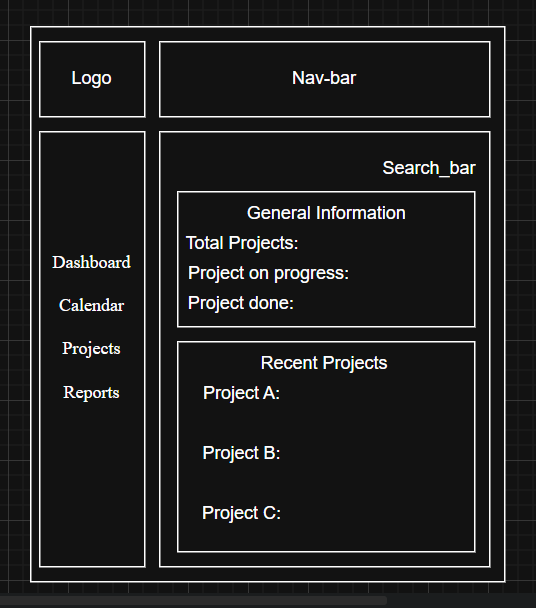 Logo
Nav-bar
Dashboard
Calendar
Projects
Reports
Search_bar
General Information
Total Projects:
Project on progress:
Project done:
Recent Projects
Project A:
Project B:
Project C: